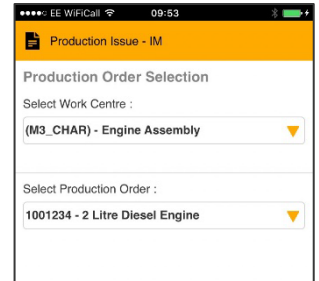 EE WiFiCall 09:53
Production Issue - IM
Production Order Selection
Select Work Centre :
(M3_CHAR) - Engine Assembly
Select Production Order :
1001234 - 2 Litre Diesel Engine